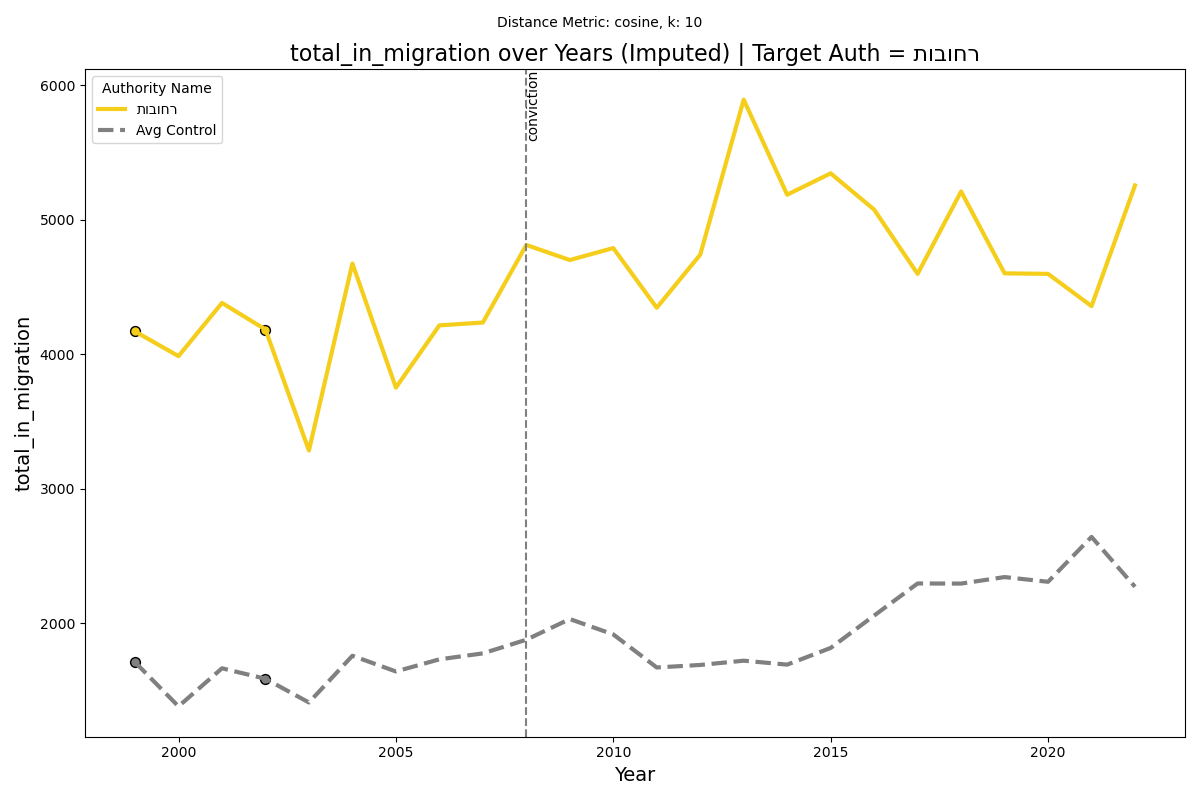 Distance Metric: cosine, k: 10
total_in_migration over Years (Imputed) | Target Auth = רחובות
Authority Name
רחובות
Avg Control
conviction
total_in_migration
6000
5000
4000
3000
2000
2000
2005
2010
2015
2020
Year